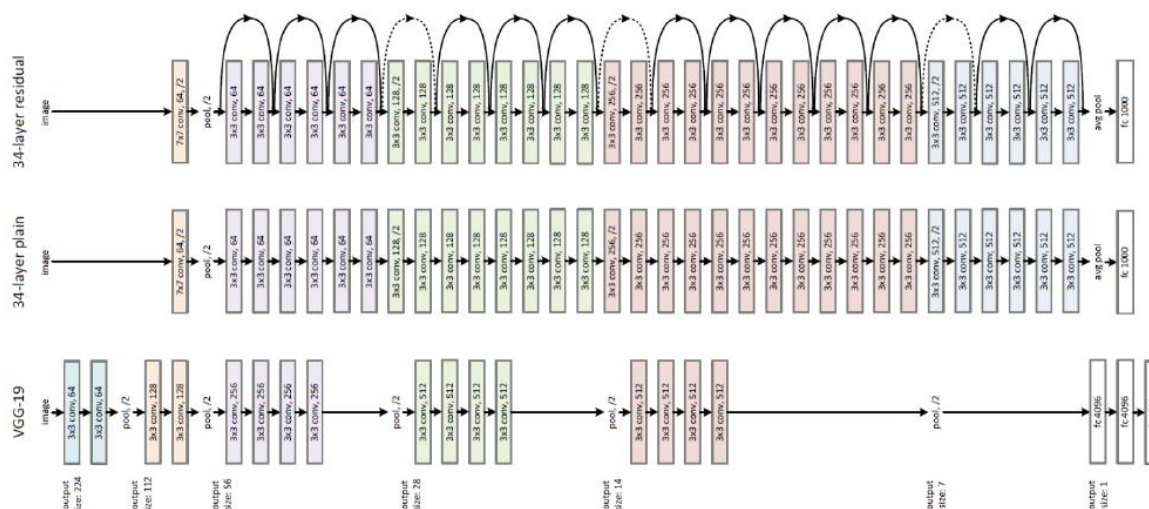 34-layer residual
image
7x7 conv, 64, /2
pool, /2
3x3 conv, 64
3x3 conv, 64
3x3 conv, 64
3x3 conv, 64
3x3 conv, 64
3x3 conv, 64
3x3 conv, 128, /2
3x3 conv, 128
3x3 conv, 128
3x3 conv, 128
3x3 conv, 128
3x3 conv, 128
3x3 conv, 128
3x3 conv, 128
3x3 conv, 256, /2
3x3 conv, 256
3x3 conv, 256
3x3 conv, 256
3x3 conv, 256
3x3 conv, 256
3x3 conv, 256
3x3 conv, 256
3x3 conv, 256
3x3 conv, 256
3x3 conv, 256
3x3 conv, 256
3x3 conv, 512, /2
3x3 conv, 512
3x3 conv, 512
3x3 conv, 512
3x3 conv, 512
3x3 conv, 512
avg pool
fc 1000
34-layer plain
image
7x7 conv, 64, /2
pool, /2
3x3 conv, 64
3x3 conv, 64
3x3 conv, 64
3x3 conv, 64
3x3 conv, 64
3x3 conv, 64
3x3 conv, 128, /2
3x3 conv, 128
3x3 conv, 128
3x3 conv, 128
3x3 conv, 128
3x3 conv, 128
3x3 conv, 128
3x3 conv, 128
3x3 conv, 256, /2
3x3 conv, 256
3x3 conv, 256
3x3 conv, 256
3x3 conv, 256
3x3 conv, 256
3x3 conv, 256
3x3 conv, 256
3x3 conv, 256
3x3 conv, 256
3x3 conv, 256
3x3 conv, 256
3x3 conv, 512, /2
3x3 conv, 512
3x3 conv, 512
3x3 conv, 512
3x3 conv, 512
3x3 conv, 512
avg pool
fc 1000
VGG-19
image
3x3 conv, 64
3x3 conv, 64
pool, /2
3x3 conv, 128
3x3 conv, 128
pool, /2
3x3 conv, 256
3x3 conv, 256
3x3 conv, 256
3x3 conv, 256
pool, /2
3x3 conv, 512
3x3 conv, 512
3x3 conv, 512
3x3 conv, 512
pool, /2
3x3 conv, 512
3x3 conv, 512
3x3 conv, 512
3x3 conv, 512
pool, /2
fc4096
fc4096
output
size: 224
output
size: 112
output
size: 56
output
size: 28
output
size: 14
output
size: 7
output
size: 1